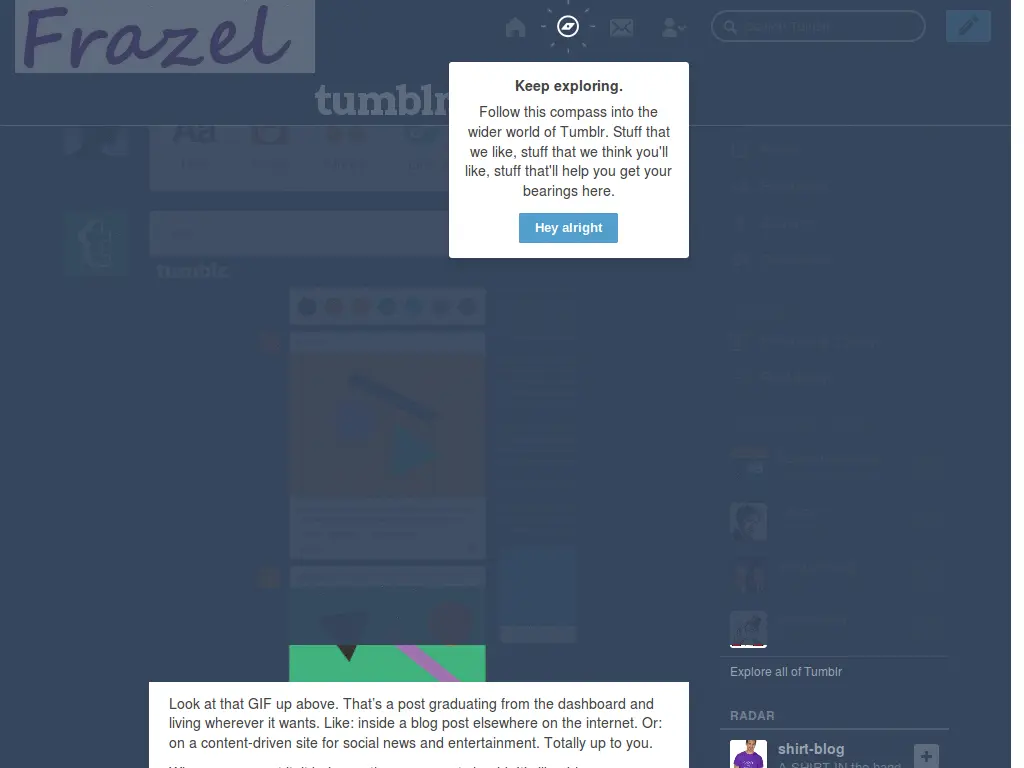 Frazel
tumblr
Keep exploring.
Follow this compass into the
wider world of Tumblr. Stuff that
we like, stuff that we think you'll
like, stuff that'll help you get your
bearings here.
Hey alright
Aa
tumblr
Look at that GIF up above. That's a post graduating from the dashboard and
living wherever it wants. Like: inside a blog post elsewhere on the internet. Or:
on a content-driven site for social news and entertainment. Totally up to you.
Explore all of Tumblr
RADAR
shirt-blog
A SHIRT IN the hand